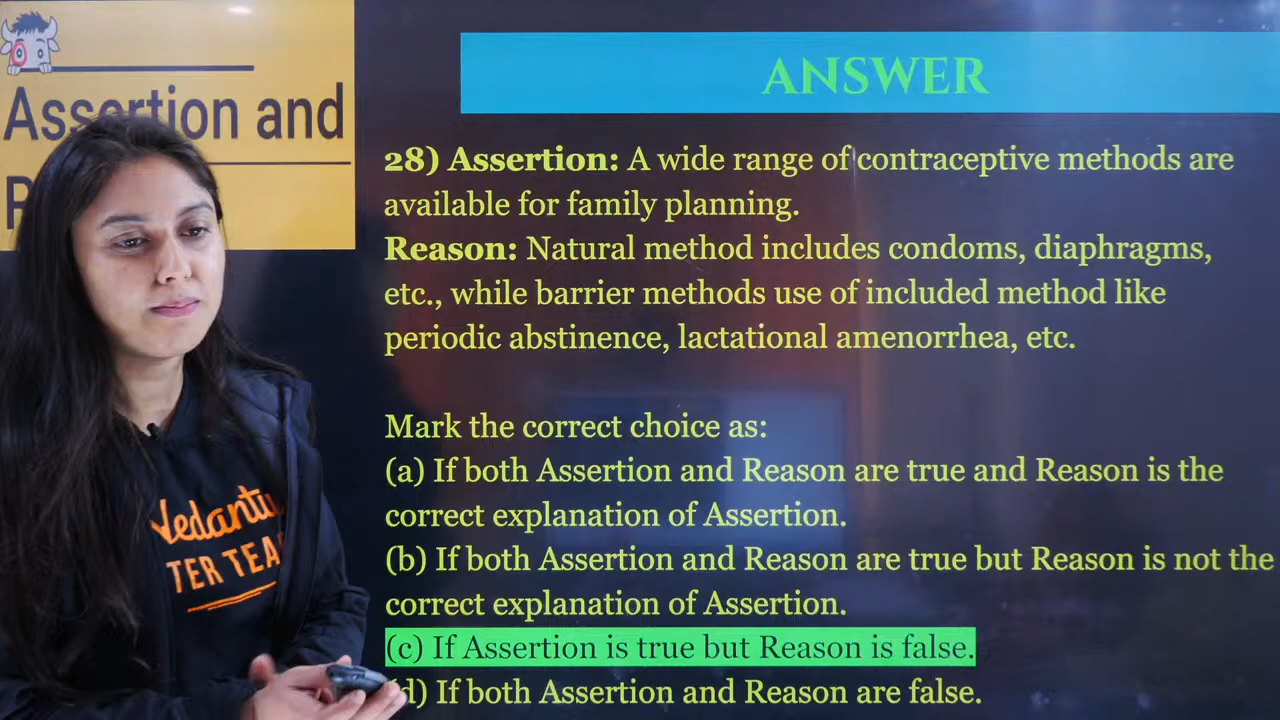 Assertion and
ANSWER
28) Assertion: A wide range of contraceptive methods are
available for family planning.
Reason: Natural method includes condoms, diaphragms,
etc., while barrier methods use of included method like
periodic abstinence, lactational amenorrhea, etc.
Mark the correct choice as:
(a) If both Assertion and Reason are true and Reason is the
correct explanation of Assertion.
(b) If both Assertion and Reason are true but Reason is not the
correct explanation of Assertion.
(c) If Assertion is true but Reason is false.
(d) If both Assertion and Reason are false.
Vedantu
TEA